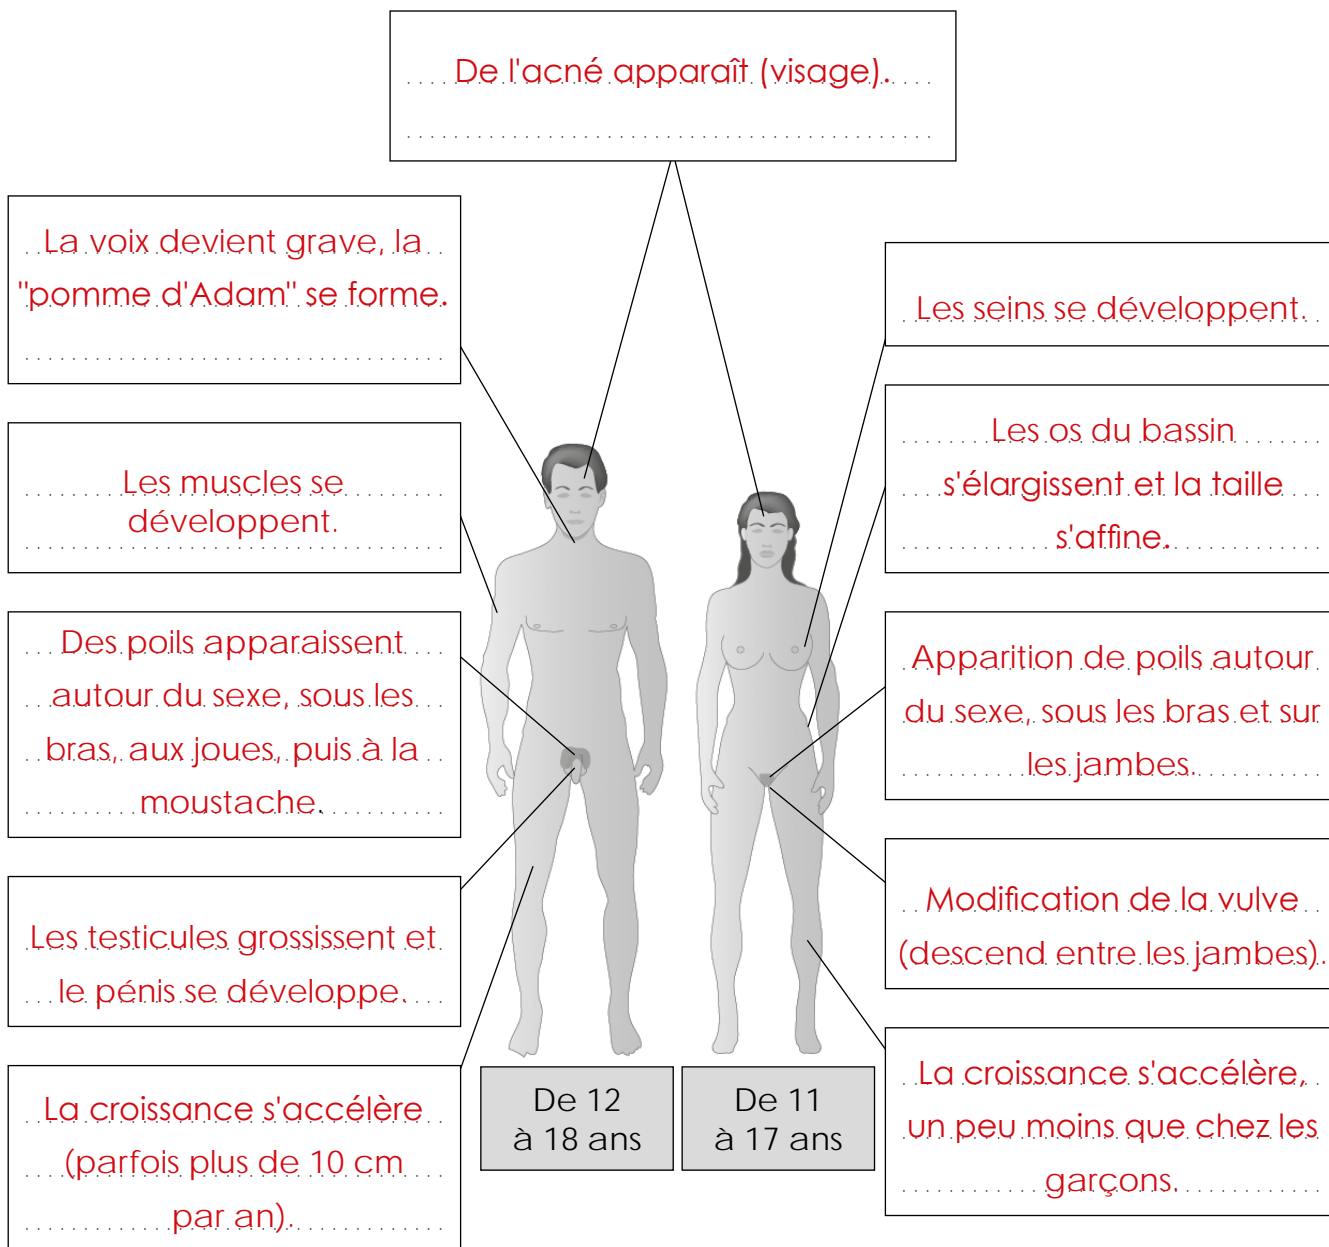 De l'acné apparaît (visage).
La voix devient grave, la
"pomme d'Adam" se forme.
Les muscles se
développent.
Des poils apparaissent
autour du sexe, sous les
bras, aux joues, puis à la
moustache.
Les testicules grossissent et
le pénis se développe.
La croissance s'accélère
(parfois plus de 10 cm
par an).
De 12
à 18 ans
De 11
à 17 ans
Les seins se développent.
Les os du bassin
s'élargissent et la taille
s'affine.
Apparition de poils autour
du sexe, sous les bras et sur
les jambes.
Modification de la vulve
(descend entre les jambes).
La croissance s'accélère,
un peu moins que chez les
garçons.